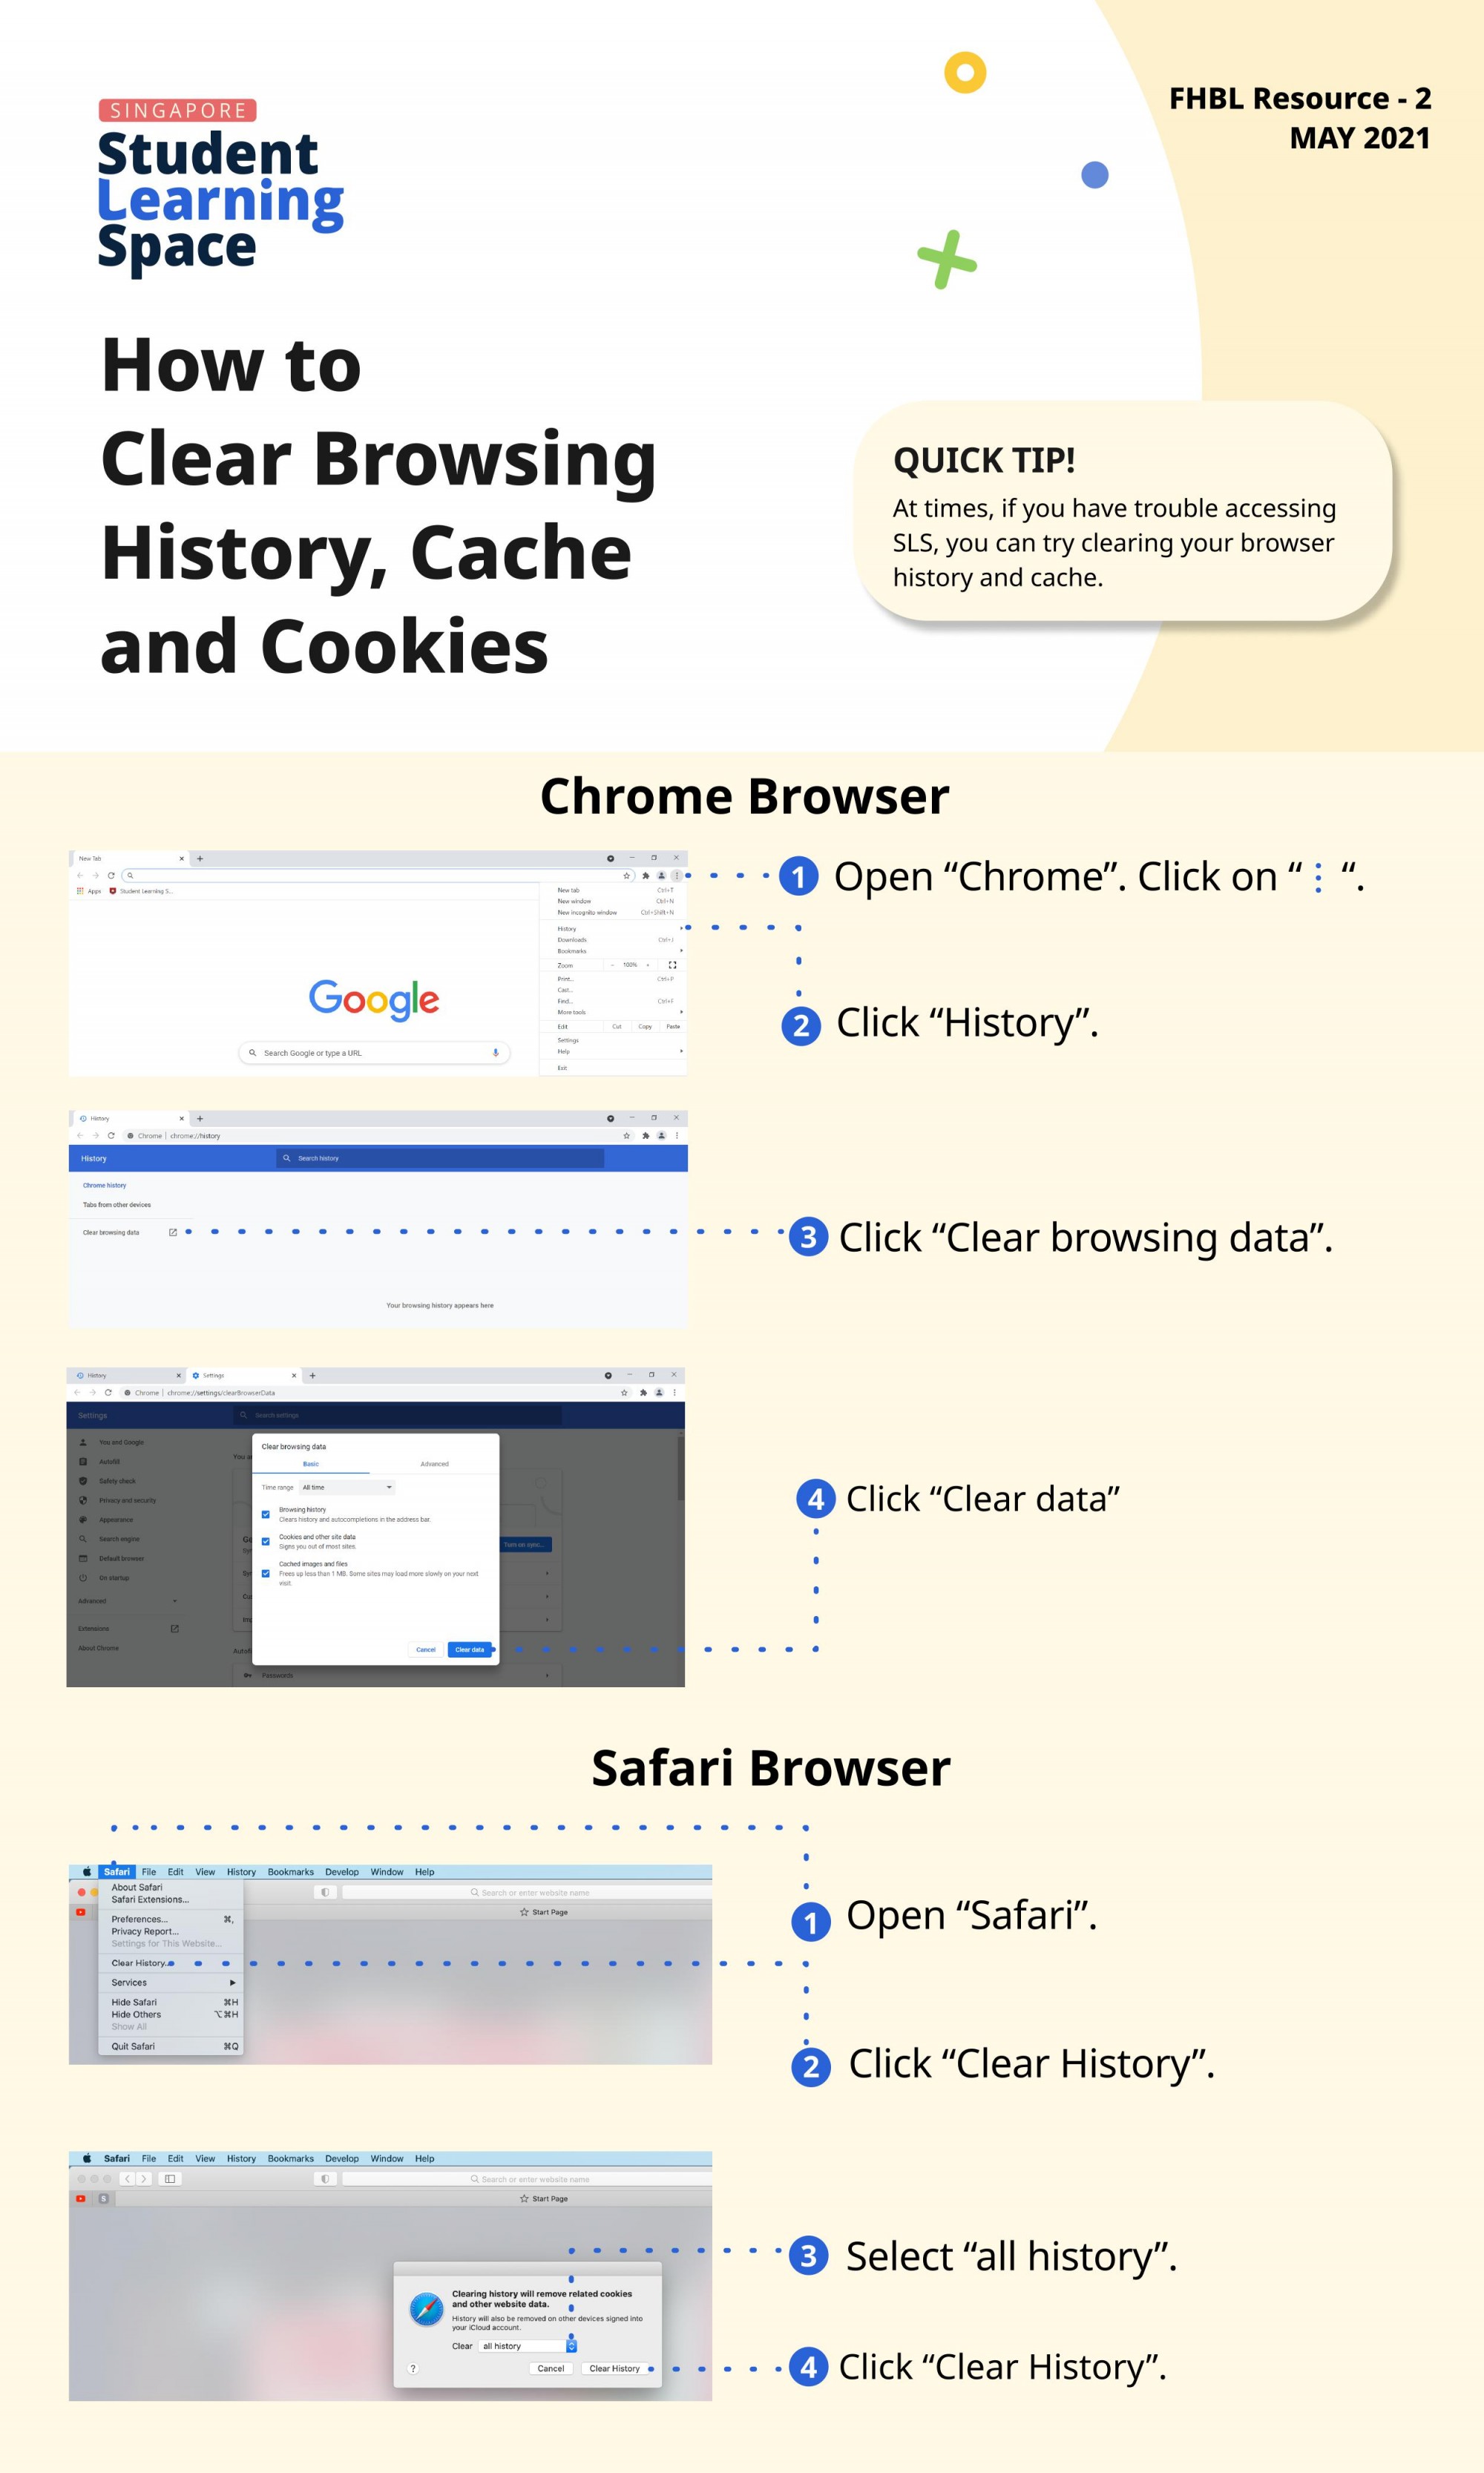 SINGAPORE
Student
Learning
Space
FHBL Resource - 2
MAY 2021
How to
Clear Browsing
History, Cache
and Cookies
QUICK TIP!
At times, if you have trouble accessing
SLS, you can try clearing your browser
history and cache.
Chrome Browser
New Tab
Apps Student Learning S...
New tab Ctrl+T
New window Ctrl+N
New incognito window Ctrl+Shift+N
History
Downloads Ctrl+J
Bookmarks
Zoom - 100% +
Print... Ctrl+P
Cast...
Find... Ctrl+F
More tools
Edit Cut Copy Paste
Settings
Help
Exit
Google
Search Google or type a URL
1 Open “Chrome”. Click on “ ⋮ “.
2 Click “History”.
History
Chrome | chrome://history
History Search history
Chrome history
Tabs from other devices
Clear browsing data
Your browsing history appears here
3 Click “Clear browsing data”.
History Settings
Chrome | chrome://settings/clearBrowserData
Settings Search settings
You and Google
Autofill
Safety check
Privacy and security
Appearance
Search engine
Default browser
On startup
Advanced
Extensions
About Chrome
Turn on sync...
Passwords
Clear browsing data
Basic Advanced
Time range All time
Browsing history
Clears history and autocompletions in the address bar.
Cookies and other site data
Signs you out of most sites.
Cached images and files
Frees up less than 1 MB. Some sites may load more slowly on your next
visit.
Cancel Clear data
4 Click “Clear data”
Safari Browser
Safari File Edit View History Bookmarks Develop Window Help
Search or enter website name
Start Page
About Safari
Safari Extensions...
Preferences... ⌘,
Privacy Report...
Settings for This Website...
Clear History...
Services
Hide Safari ⌘H
Hide Others ⌥⌘H
Show All
Quit Safari ⌘Q
1 Open “Safari”.
2 Click “Clear History”.
Safari File Edit View History Bookmarks Develop Window Help
Search or enter website name
S
Start Page
Clearing history will remove related cookies
and other website data.
History will also be removed on other devices signed into
your iCloud account.
Clear all history
? Cancel Clear History
3 Select “all history”.
4 Click “Clear History”.